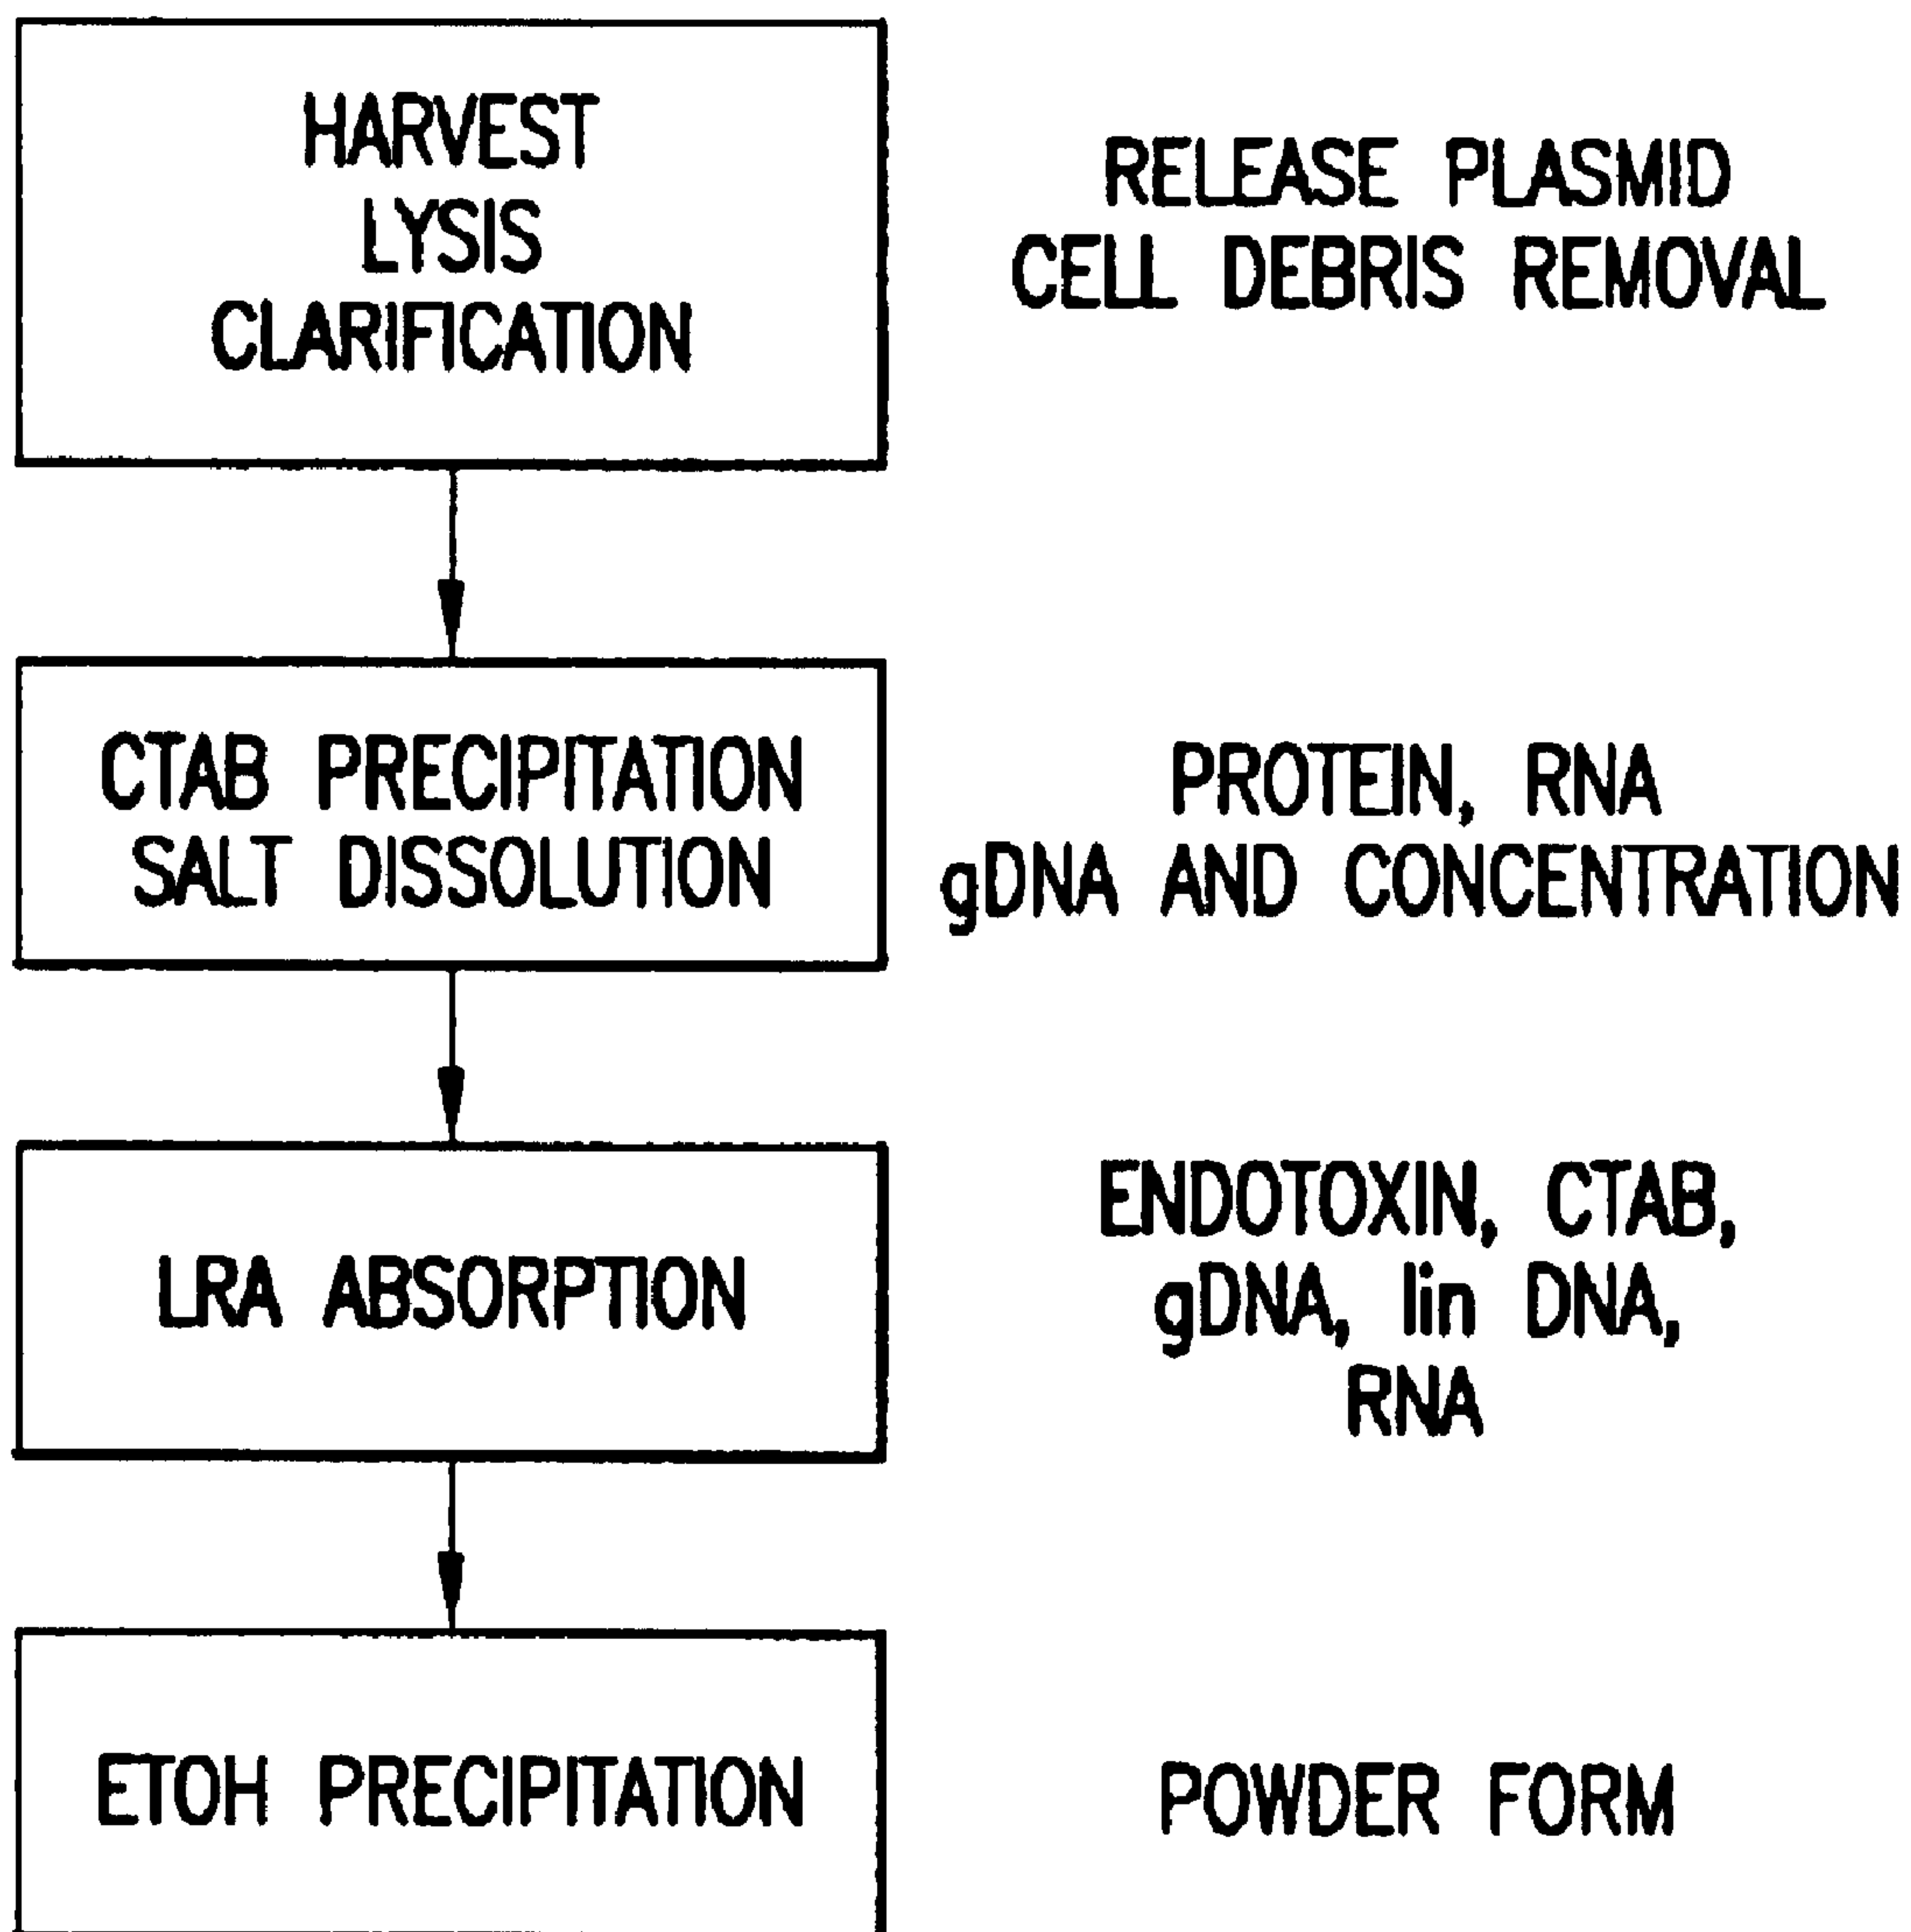 HARVEST
LYSIS
CLARIFICATION
RELEASE PLASMID
CELL DEBRIS REMOVAL
CTAB PRECIPITATION
SALT DISSOLUTION
PROTEIN, RNA
gDNA AND CONCENTRATION
LRA ABSORPTION
ENDOTOXIN, CTAB,
gDNA, lin DNA,
RNA
ETOH PRECIPITATION
POWDER FORM